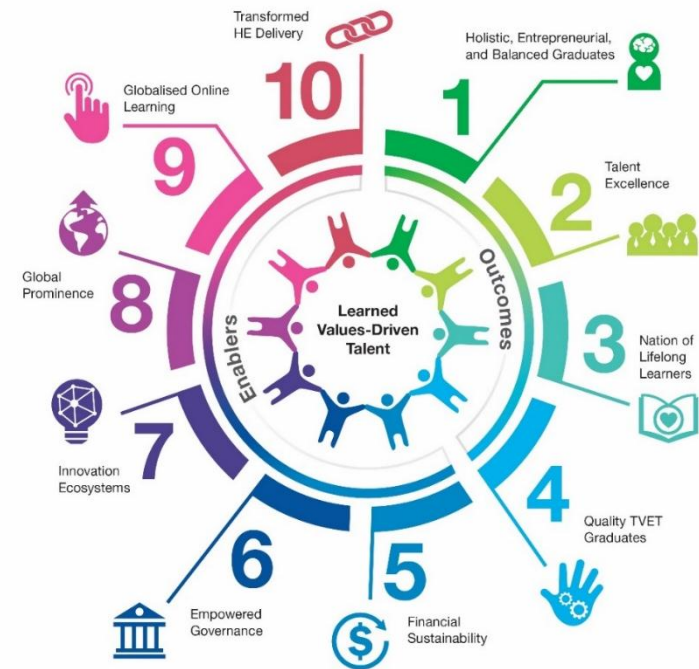 1
Holistic, Entrepreneurial,
and Balanced Graduates
2
Talent
Excellence
3
Nation of
Lifelong
Learners
4
Quality TVET
Graduates
5
Financial
Sustainability
$
6
Empowered
Governance
7
Innovation
Ecosystems
8
Global
Prominence
9
Globalised Online
Learning
10
Transformed
HE Delivery
Enablers
Outcomes
Learned
Values-Driven
Talent